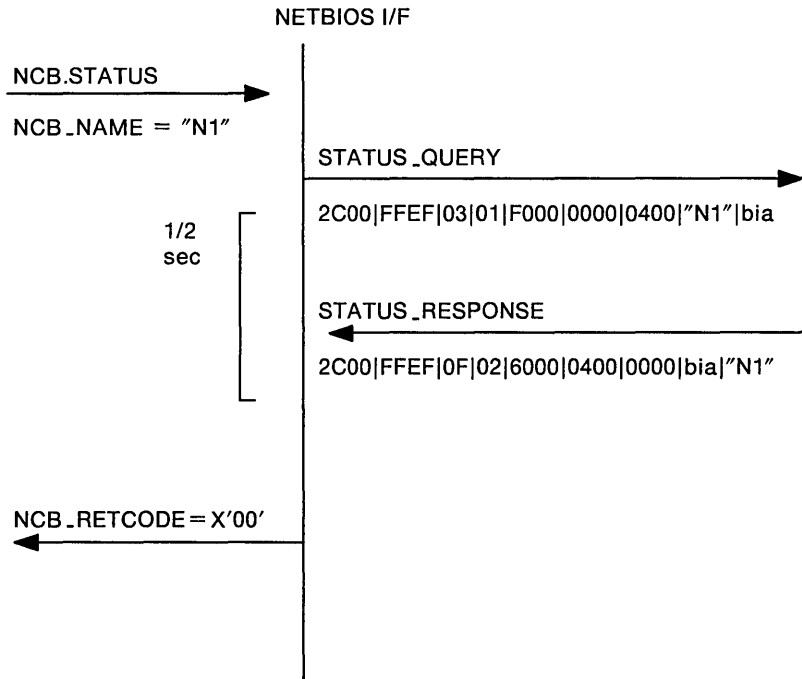 NETBIOS I/F
NCB.STATUS
NCB_NAME = "N1"
STATUS_QUERY
2C00|FFEF|03|01|F000|0000|0400|"N1"|bia
1/2
sec
STATUS_RESPONSE
2C00|FFEF|0F|02|6000|0400|0000|bia|"N1"
NCB_RETCODE=X'00'